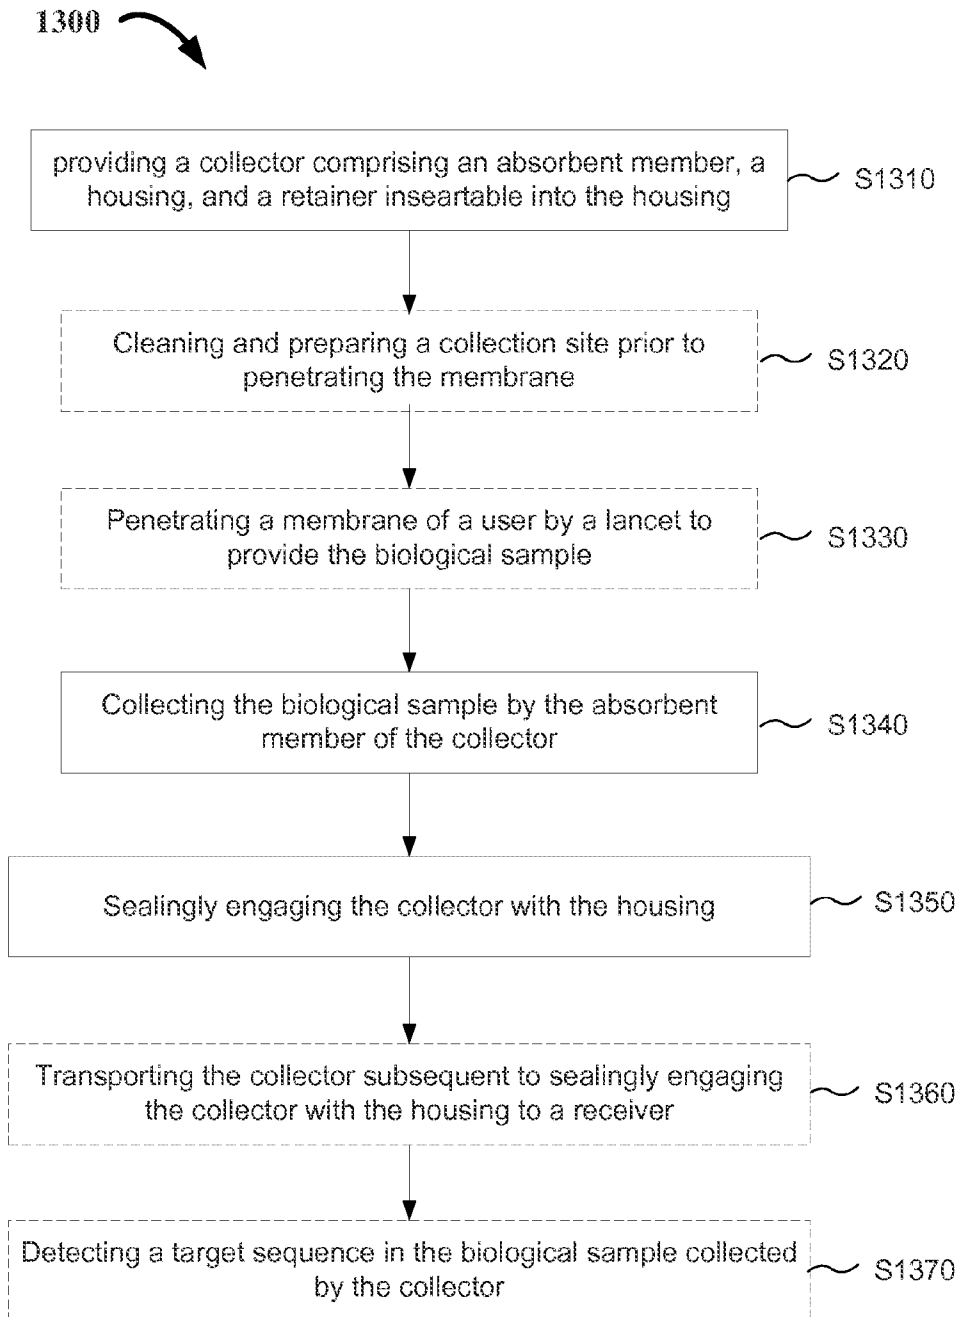 1300
providing a collector comprising an absorbent member, a
housing, and a retainer inseartable into the housing
S1310
Cleaning and preparing a collection site prior to
penetrating the membrane
S1320
Penetrating a membrane of a user by a lancet to
provide the biological sample
S1330
Collecting the biological sample by the absorbent
member of the collector
S1340
Sealingly engaging the collector with the housing
S1350
Transporting the collector subsequent to sealingly engaging
the collector with the housing to a receiver
S1360
Detecting a target sequence in the biological sample collected
by the collector
S1370